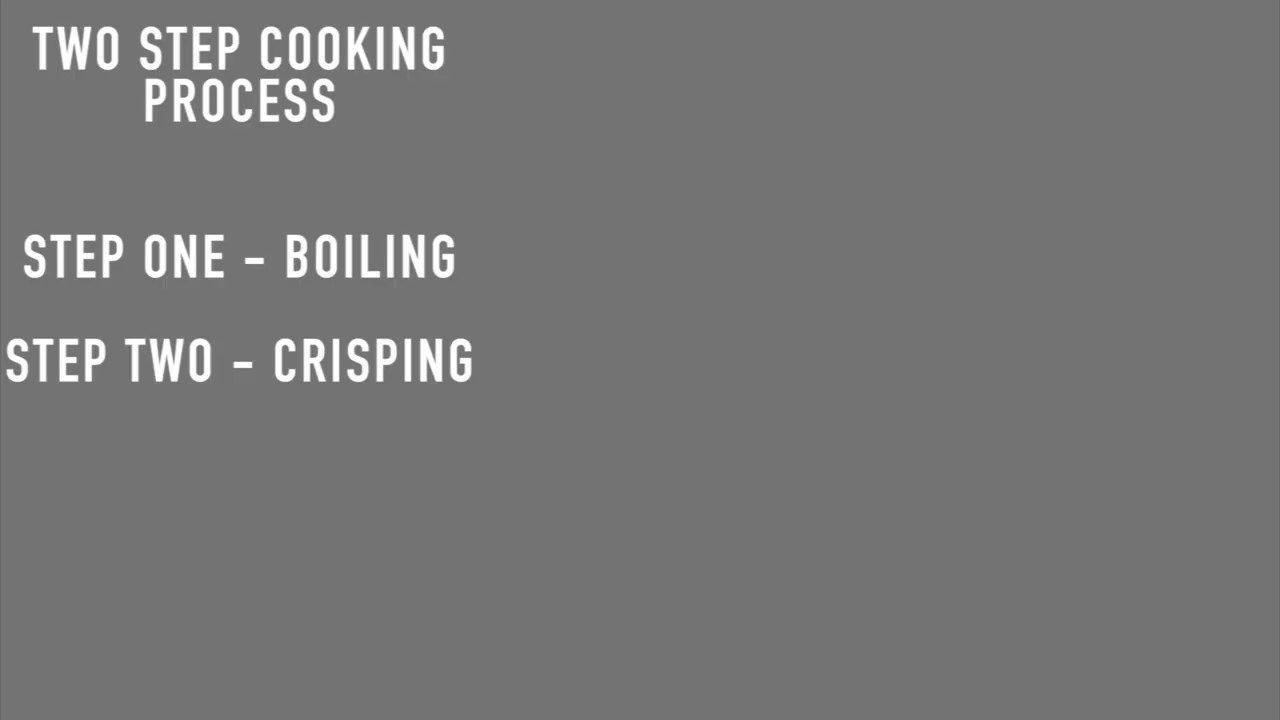 TWO STEP COOKING
PROCESS
STEP ONE - BOILING
STEP TWO - CRISPING